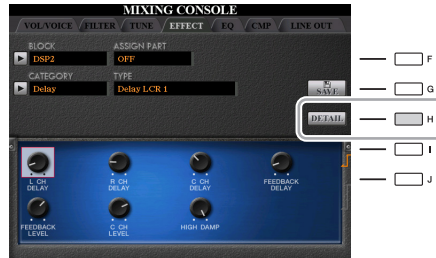 MIXING CONSOLE
VOL/VOICE FILTER TUNE EFFECT EQ CMP LINE OUT
BLOCK ASSIGN PART
DSP2 OFF
CATEGORY TYPE
Delay Delay LCR 1
SAVE
DETAIL
F
G
H
I
J
L CH DELAY
R CH DELAY
C CH DELAY
FEEDBACK DELAY
FEEDBACK LEVEL
C CH LEVEL
HIGH DAMP